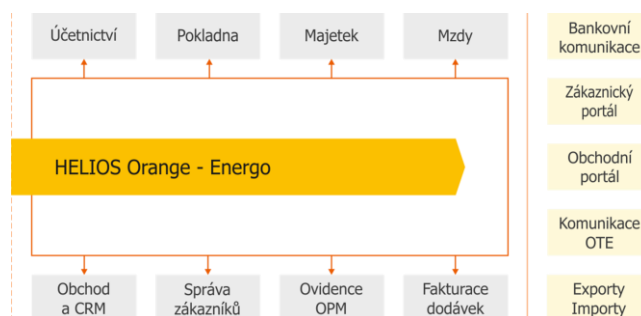 Účetnictví
Pokladna
Majetek
Mzdy
Bankovní
komunikace
Zákaznický
portál
HELIOS Orange - Energo
Obchodní
portál
Komunikace
OTE
Obchod
a CRM
Správa
zákazníků
Ovidence
OPM
Fakturace
dodávek
Exporty
Importy